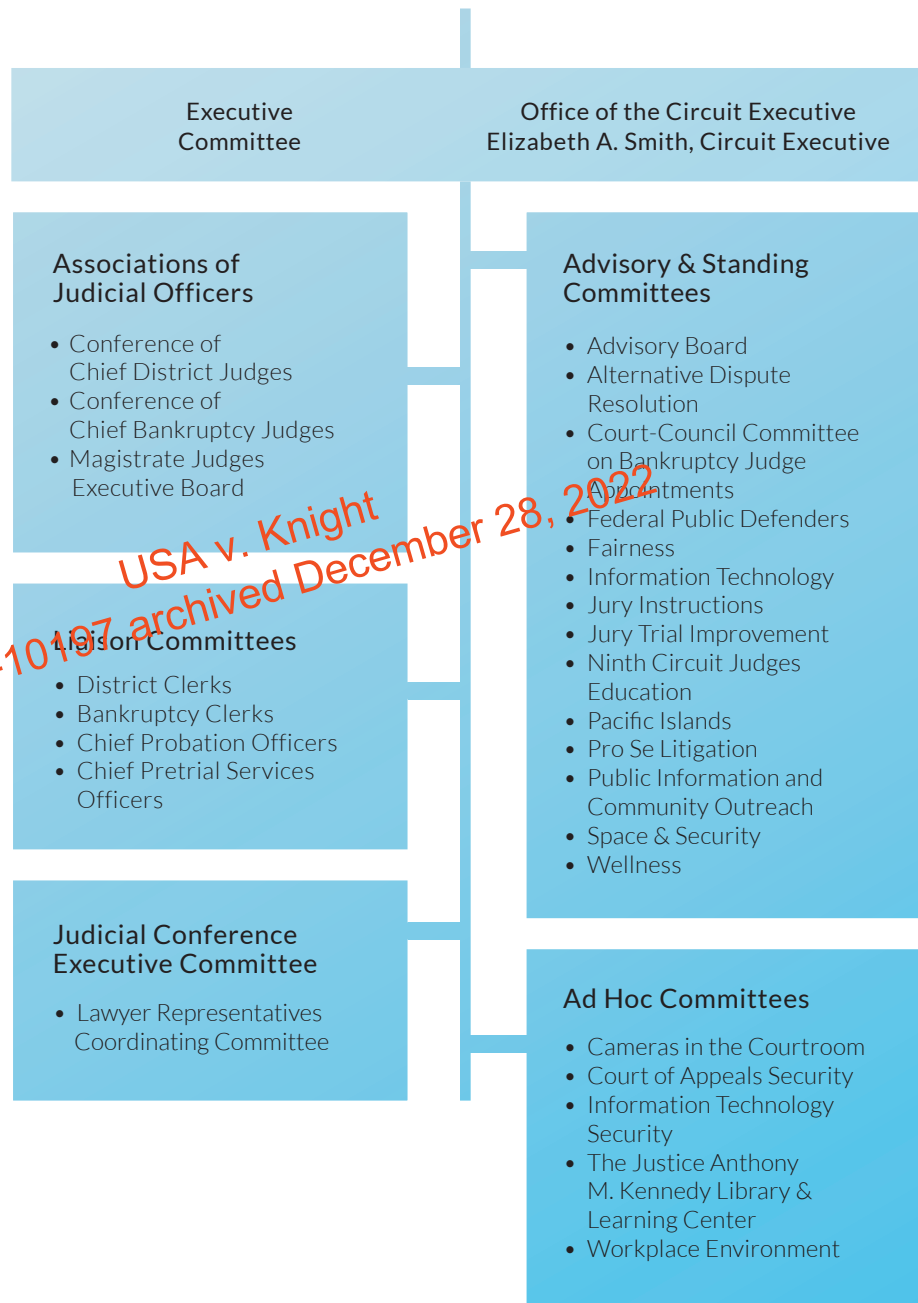 Executive
Committee
Office of the Circuit Executive
Elizabeth A. Smith, Circuit Executive
Associations of
Judicial Officers
• Conference of
Chief District Judges
• Conference of
Chief Bankruptcy Judges
• Magistrate Judges
Executive Board
Liaison Committees
• District Clerks
• Bankruptcy Clerks
• Chief Probation Officers
• Chief Pretrial Services
Officers
Judicial Conference
Executive Committee
• Lawyer Representatives
Coordinating Committee
Advisory & Standing
Committees
• Advisory Board
• Alternative Dispute
Resolution
• Court-Council Committee
on Bankruptcy Judge
Appointments
• Federal Public Defenders
• Fairness
• Information Technology
• Jury Instructions
• Jury Trial Improvement
• Ninth Circuit Judges
Education
• Pacific Islands
• Pro Se Litigation
• Public Information and
Community Outreach
• Space & Security
• Wellness
Ad Hoc Committees
• Cameras in the Courtroom
• Court of Appeals Security
• Information Technology
Security
• The Justice Anthony
M. Kennedy Library &
Learning Center
• Workplace Environment
USA v. Knight
10197 archived December 28, 2022